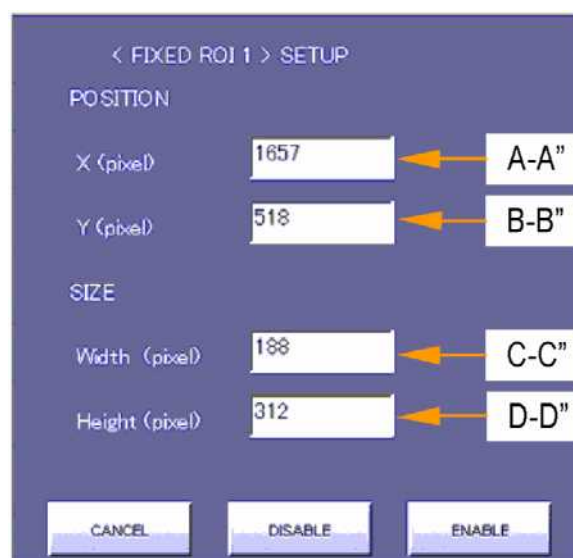 < FIXED ROI 1 > SETUP
POSITION
X (pixel) 1657 A-A”
Y (pixel) 518 B-B”
SIZE
Width (pixel) 188 C-C”
Height (pixel) 312 D-D”
CANCEL DISABLE ENABLE